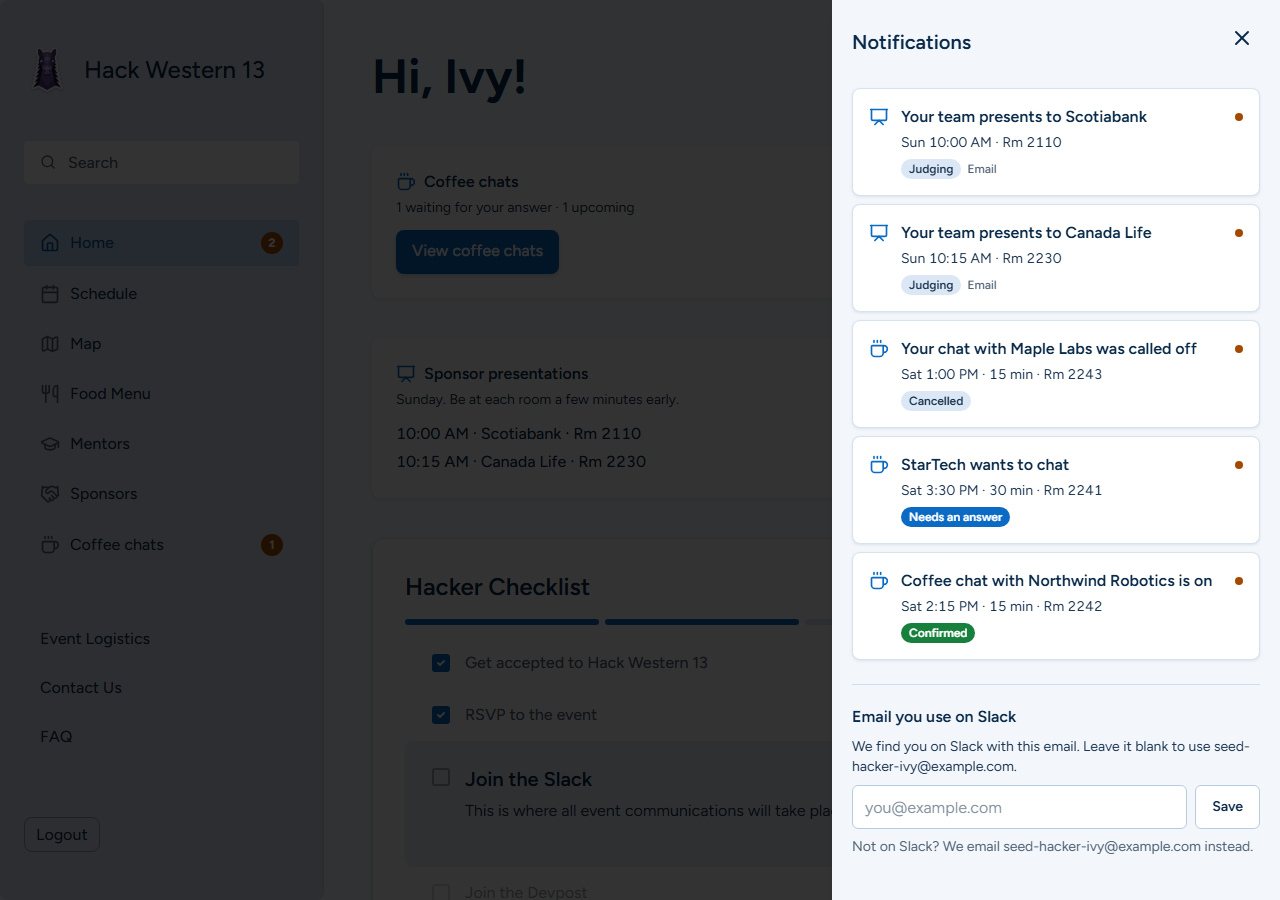 Hack Western 13
Search
Home 2
Schedule
Map
Food Menu
Mentors
Sponsors
Coffee chats 1
Event Logistics
Contact Us
FAQ
Logout
Hi, Ivy!
Coffee chats
1 waiting for your answer · 1 upcoming
View coffee chats
Sponsor presentations
Sunday. Be at each room a few minutes early.
10:00 AM · Scotiabank · Rm 2110
10:15 AM · Canada Life · Rm 2230
Hacker Checklist
Get accepted to Hack Western 13
RSVP to the event
Join the Slack
This is where all event communications will take pla
Join the Devpost
Notifications
Your team presents to Scotiabank
Sun 10:00 AM · Rm 2110
Judging Email
Your team presents to Canada Life
Sun 10:15 AM · Rm 2230
Judging Email
Your chat with Maple Labs was called off
Sat 1:00 PM · 15 min · Rm 2243
Cancelled
StarTech wants to chat
Sat 3:30 PM · 30 min · Rm 2241
Needs an answer
Coffee chat with Northwind Robotics is on
Sat 2:15 PM · 15 min · Rm 2242
Confirmed
Email you use on Slack
We find you on Slack with this email. Leave it blank to use seed-
hacker-ivy@example.com.
you@example.com Save
Not on Slack? We email seed-hacker-ivy@example.com instead.